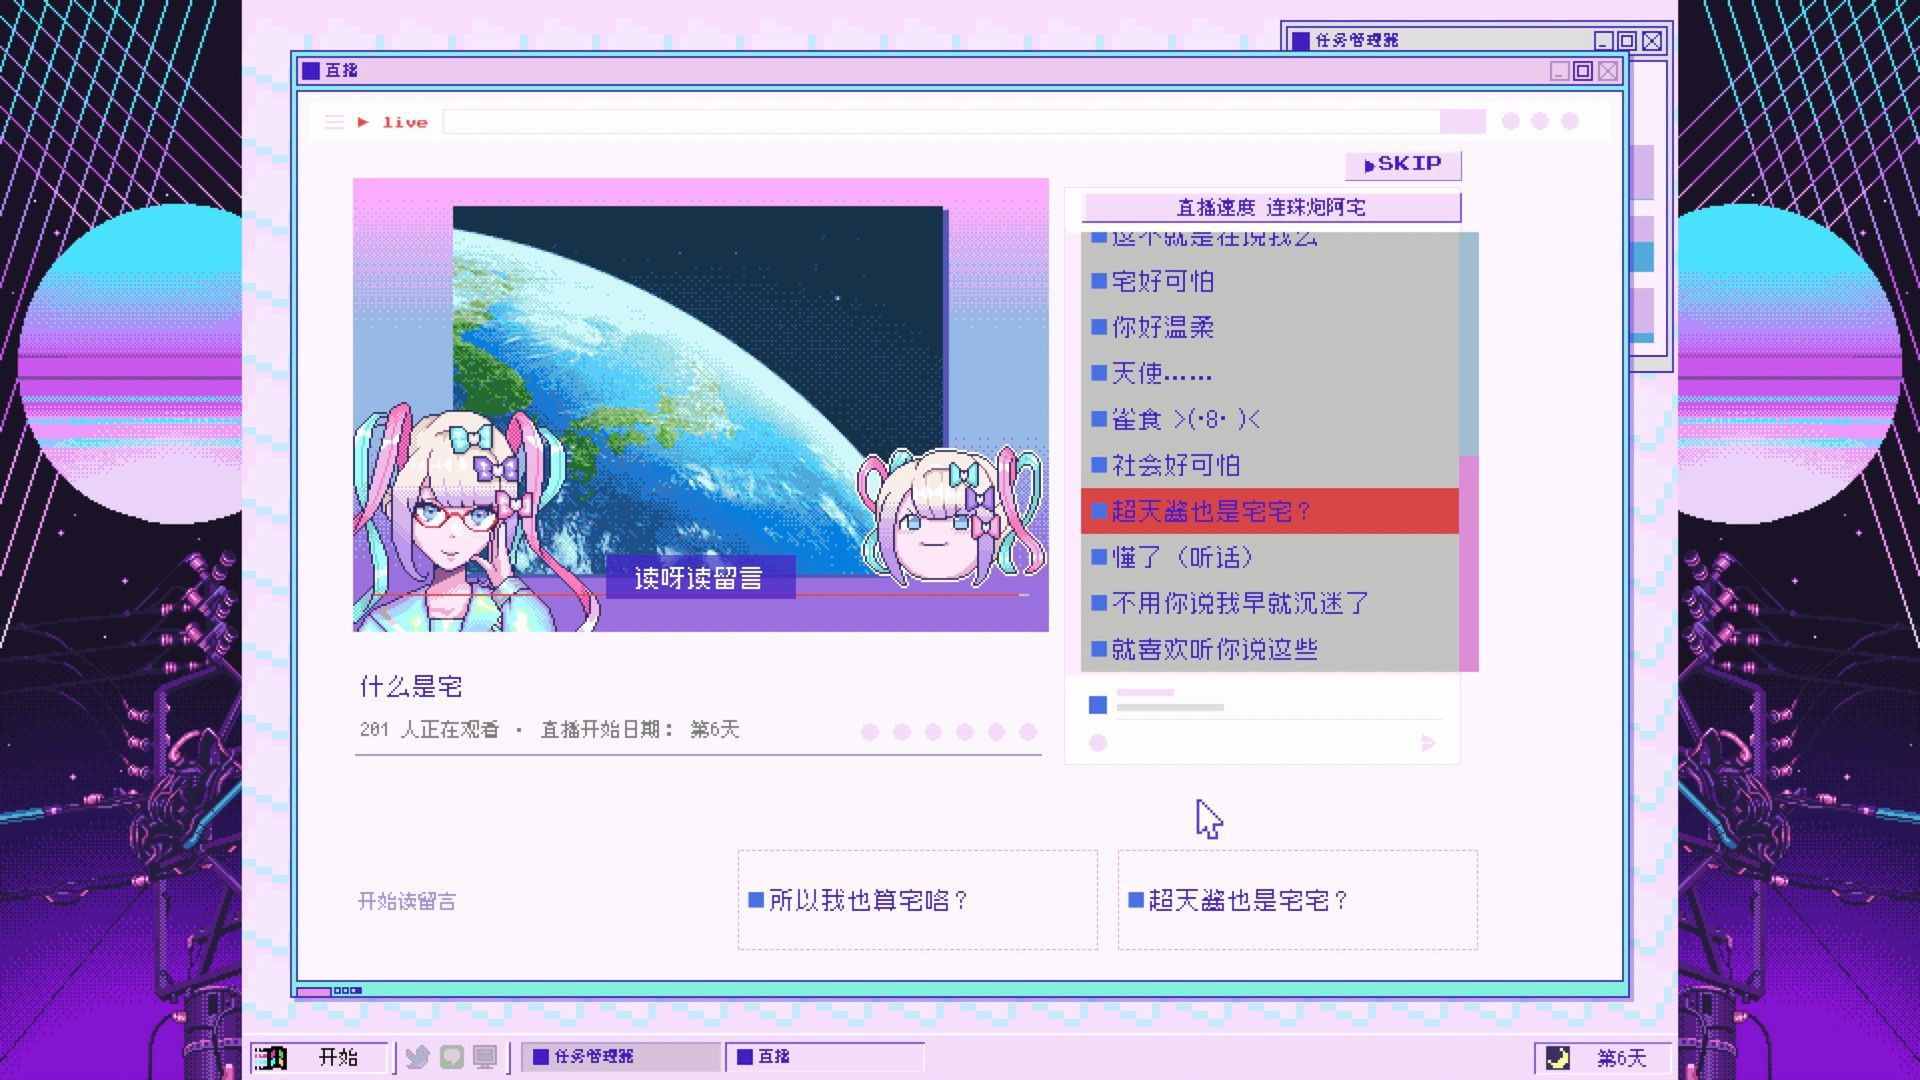 任务管理器
直播
live
SKIP
直播速度 连珠炮阿宅
这不就是在说我么
宅好可怕
你好温柔
天使……
雀食 >(·8· )<
社会好可怕
超天酱也是宅宅？
懂了（听话）
不用你说我早就沉迷了
就喜欢听你说这些
读呀读留言
什么是宅
201 人正在观看 · 直播开始日期： 第6天
开始读留言
所以我也算宅咯？
超天酱也是宅宅？
开始
任务管理器
直播
第6天